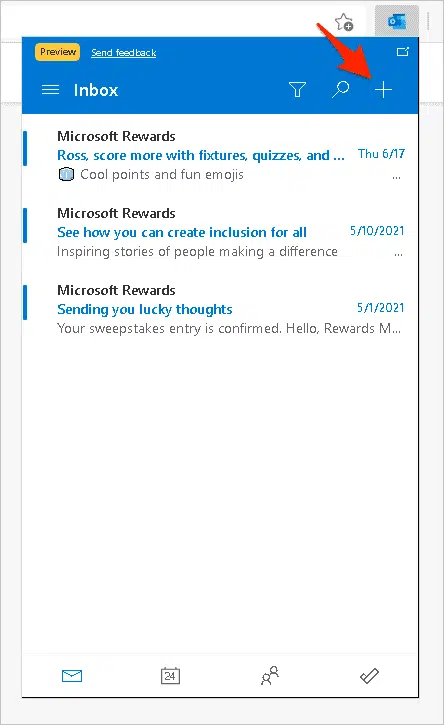 Preview Send feedback
Inbox
Microsoft Rewards
Ross, score more with fixtures, quizzes, and ... Thu 6/17
Cool points and fun emojis ...
Microsoft Rewards
See how you can create inclusion for all 5/10/2021
Inspiring stories of people making a difference ...
Microsoft Rewards
Sending you lucky thoughts 5/1/2021
Your sweepstakes entry is confirmed. Hello, Rewards M...
24